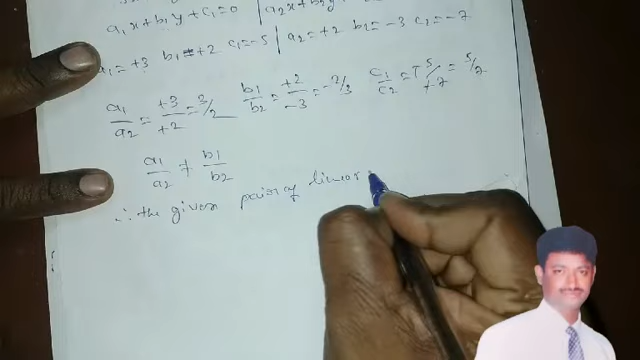 a₁x+b₁y+c₁=0 | a₂x+b₂y
a₁=+3 b₁=+2 c₁=-5 | a₂=+2 b₂=-3 c₂=-7
a₁/a₂ = +3/+2 = 3/2 b₁/b₂ = +2/-3 = -2/3 c₁/c₂ = +5/+7 = 5/7
a₁/a₂ ≠ b₁/b₂
∴ the given pair of linear